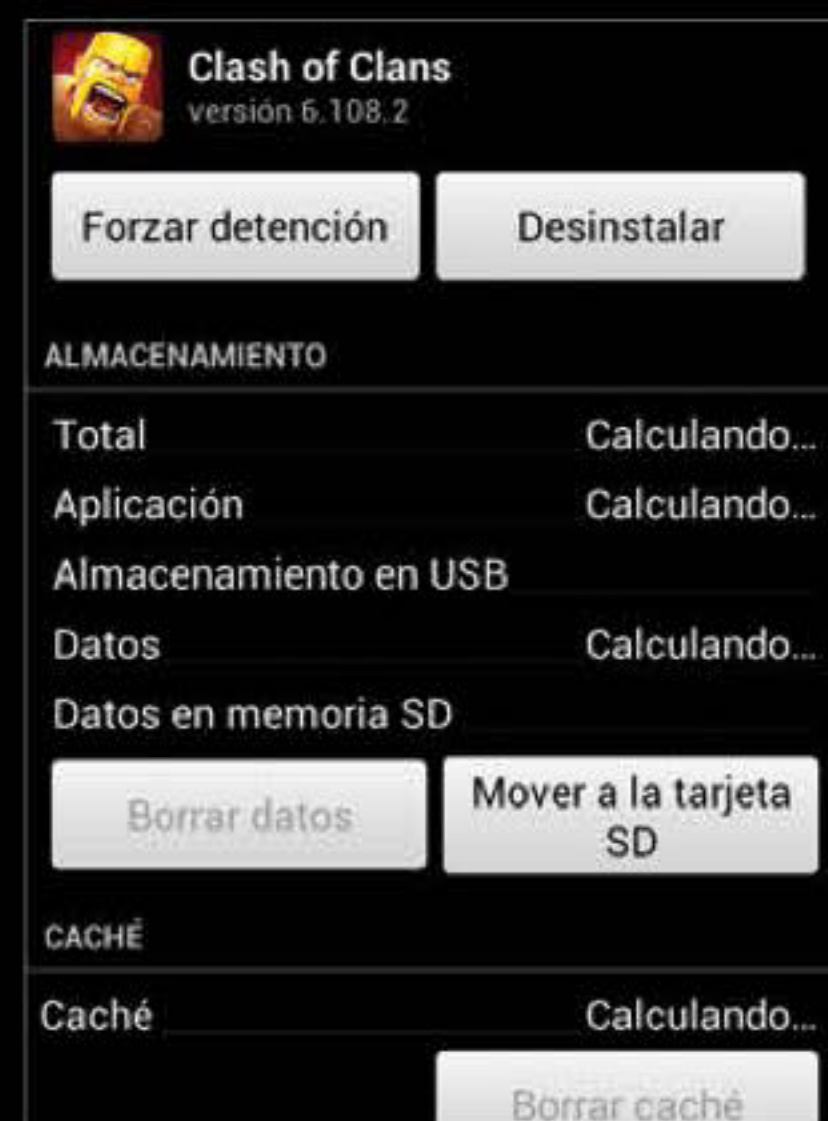 Clash of Clans
versión 6.108.2
Forzar detención
Desinstalar
ALMACENAMIENTO
Total Calculando...
Aplicación Calculando...
Almacenamiento en USB
Datos Calculando...
Datos en memoria SD
Borrar datos
Mover a la tarjeta
SD
CACHÉ
Caché Calculando...
Borrar caché